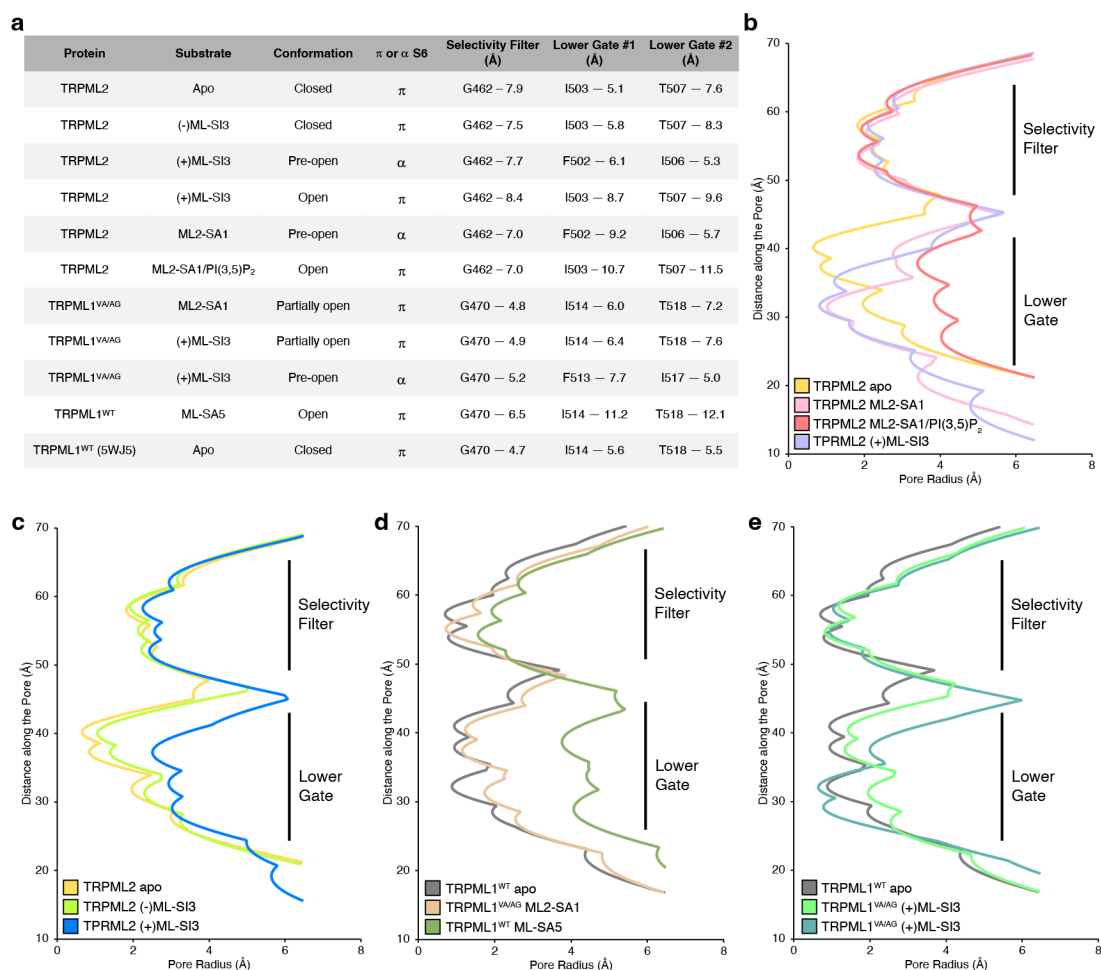 a
Protein Substrate Conformation π or α S6 Selectivity Filter (Å) Lower Gate #1 (Å) Lower Gate #2 (Å)
TRPML2 Apo Closed π G462 – 7.9 I503 — 5.1 T507 – 7.6
TRPML2 (-)ML-SI3 Closed π G462 – 7.5 I503 — 5.8 T507 – 8.3
TRPML2 (+)ML-SI3 Pre-open α G462 – 7.7 F502 — 6.1 I506 — 5.3
TRPML2 (+)ML-SI3 Open π G462 - 8.4 I503 — 8.7 T507 – 9.6
TRPML2 ML2-SA1 Pre-open α G462 – 7.0 F502 — 9.2 I506 — 5.7
TRPML2 ML2-SA1/PI(3,5)P2 Open π G462 – 7.0 I503 – 10.7 T507 – 11.5
TRPML1VA/AG ML2-SA1 Partially open π G470 – 4.8 I514 — 6.0 T518 – 7.2
TRPML1VA/AG (+)ML-SI3 Partially open π G470 – 4.9 I514 — 6.4 T518 – 7.6
TRPML1VA/AG (+)ML-SI3 Pre-open α G470 – 5.2 F513 — 7.7 I517 — 5.0
TRPML1WT ML-SA5 Open π G470 – 6.5 I514 – 11.2 T518 – 12.1
TRPML1WT (5WJ5) Apo Closed π G470 – 4.7 I514 — 5.6 T518 – 5.5
b
70
60
50
40
30
20
10
Distance along the Pore (Å)
Selectivity
Filter
Lower
Gate
TRPML2 apo
TRPML2 ML2-SA1
TRPML2 ML2-SA1/PI(3,5)P2
TPRML2 (+)ML-SI3
0 2 4 6 8
Pore Radius (Å)
c
70
60
50
40
30
20
10
Distance along the Pore (Å)
Selectivity
Filter
Lower
Gate
TRPML2 apo
TRPML2 (-)ML-SI3
TPRML2 (+)ML-SI3
0 2 4 6 8
Pore Radius (Å)
d
70
60
50
40
30
20
10
Distance along the Pore (Å)
Selectivity
Filter
Lower
Gate
TRPML1WT apo
TRPML1VA/AG ML2-SA1
TRPML1WT ML-SA5
0 2 4 6 8
Pore Radius (Å)
e
70
60
50
40
30
20
10
Distance along the Pore (Å)
Selectivity
Filter
Lower
Gate
TRPML1WT apo
TRPML1VA/AG (+)ML-SI3
TRPML1VA/AG (+)ML-SI3
0 2 4 6 8
Pore Radius (Å)